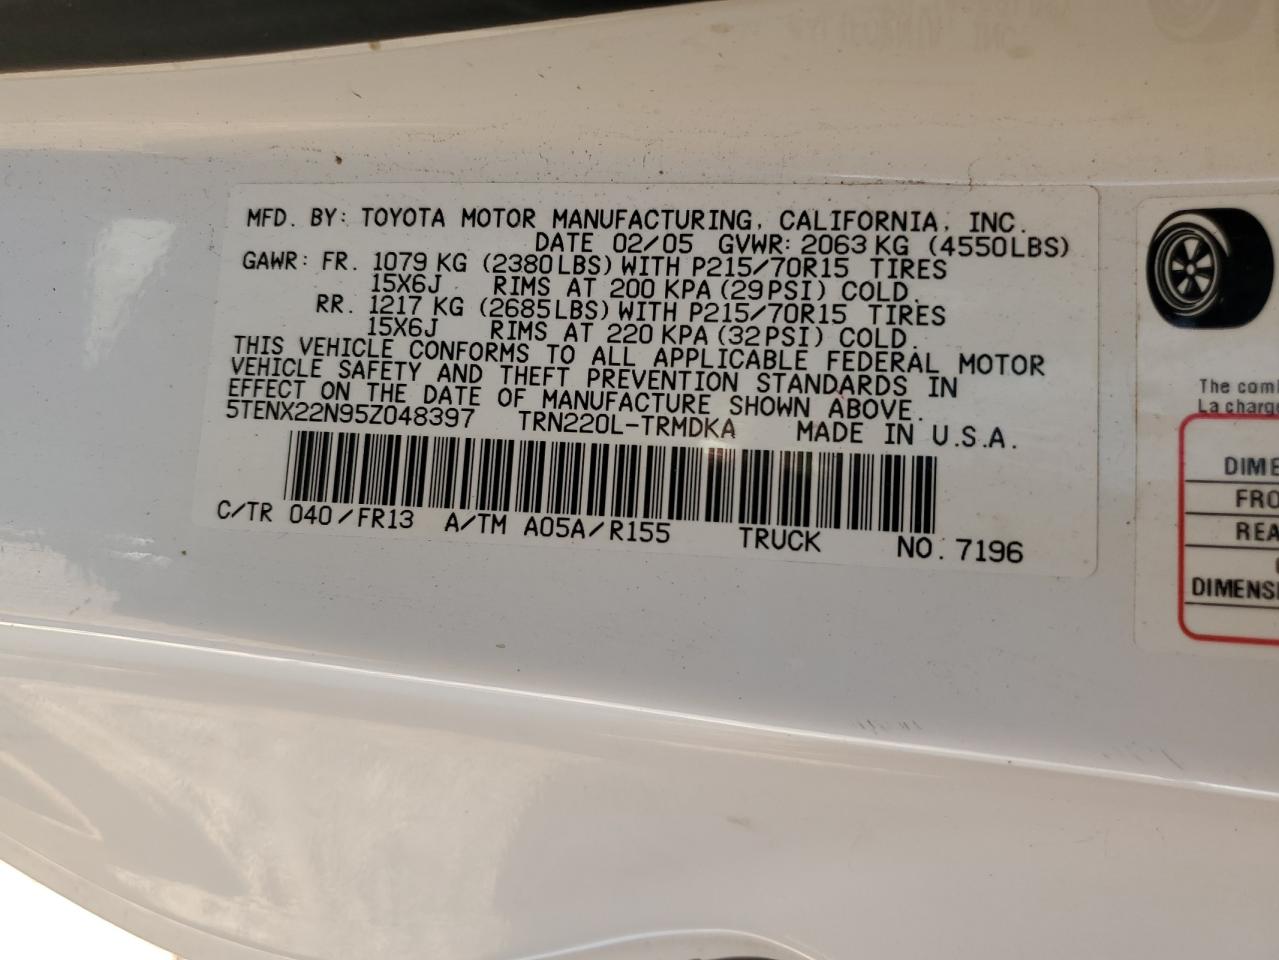 MFD. BY: TOYOTA MOTOR MANUFACTURING, CALIFORNIA, INC.
DATE 02/05 GVWR: 2063 KG (4550LBS)
GAWR: FR. 1079 KG (2380LBS) WITH P215/70R15 TIRES
15X6J RIMS AT 200 KPA (29PSI) COLD.
RR. 1217 KG (2685LBS) WITH P215/70R15 TIRES
15X6J RIMS AT 220 KPA (32PSI) COLD.
THIS VEHICLE CONFORMS TO ALL APPLICABLE FEDERAL MOTOR
VEHICLE SAFETY AND THEFT PREVENTION STANDARDS IN
EFFECT ON THE DATE OF MANUFACTURE SHOWN ABOVE.
5TENX22N95Z048397 TRN220L-TRMDKA MADE IN U.S.A.
C/TR 040/FR13 A/TM A05A/R155 TRUCK NO. 7196
The comb
La charge
DIME
FRO
REA
DIMENSI